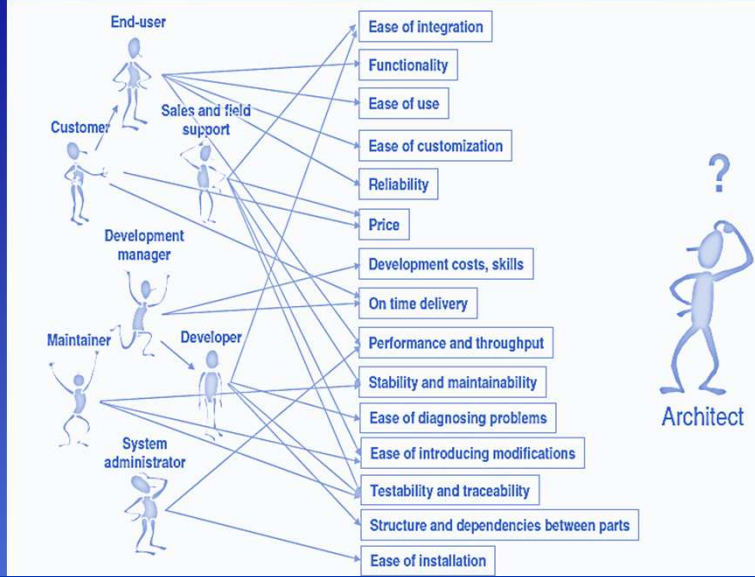 End-user
Customer
Sales and field
support
Development
manager
Maintainer
Developer
System
administrator
Ease of integration
Functionality
Ease of use
Ease of customization
Reliability
Price
Development costs, skills
On time delivery
Performance and throughput
Stability and maintainability
Ease of diagnosing problems
Ease of introducing modifications
Testability and traceability
Structure and dependencies between parts
Ease of installation
?
Architect